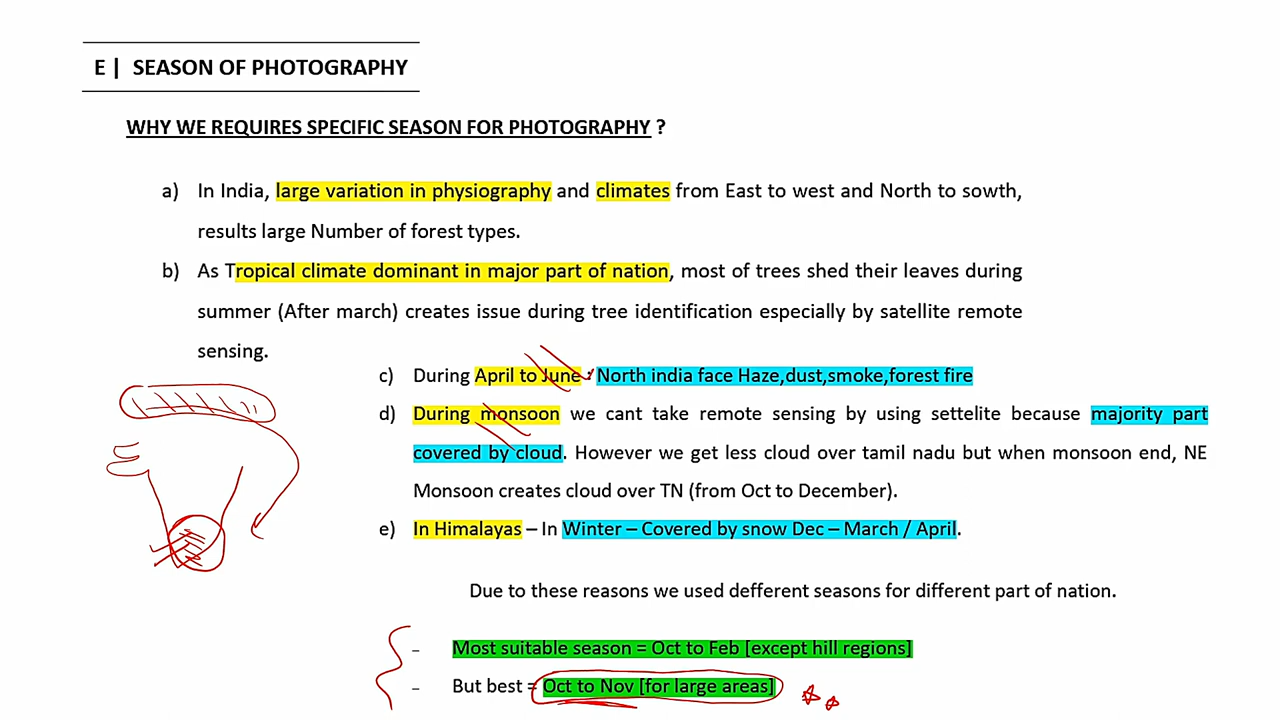 E | SEASON OF PHOTOGRAPHY
WHY WE REQUIRES SPECIFIC SEASON FOR PHOTOGRAPHY ?
a) In India, large variation in physiography and climates from East to west and North to sowth,
results large Number of forest types.
b) As Tropical climate dominant in major part of nation, most of trees shed their leaves during
summer (After march) creates issue during tree identification especially by satellite remote
sensing.
c) During April to June : North india face Haze,dust,smoke,forest fire
d) During monsoon we cant take remote sensing by using settelite because majority part
covered by cloud. However we get less cloud over tamil nadu but when monsoon end, NE
Monsoon creates cloud over TN (from Oct to December).
e) In Himalayas – In Winter – Covered by snow Dec – March / April.
Due to these reasons we used defferent seasons for different part of nation.
- Most suitable season = Oct to Feb [except hill regions]
- But best = Oct to Nov [for large areas]